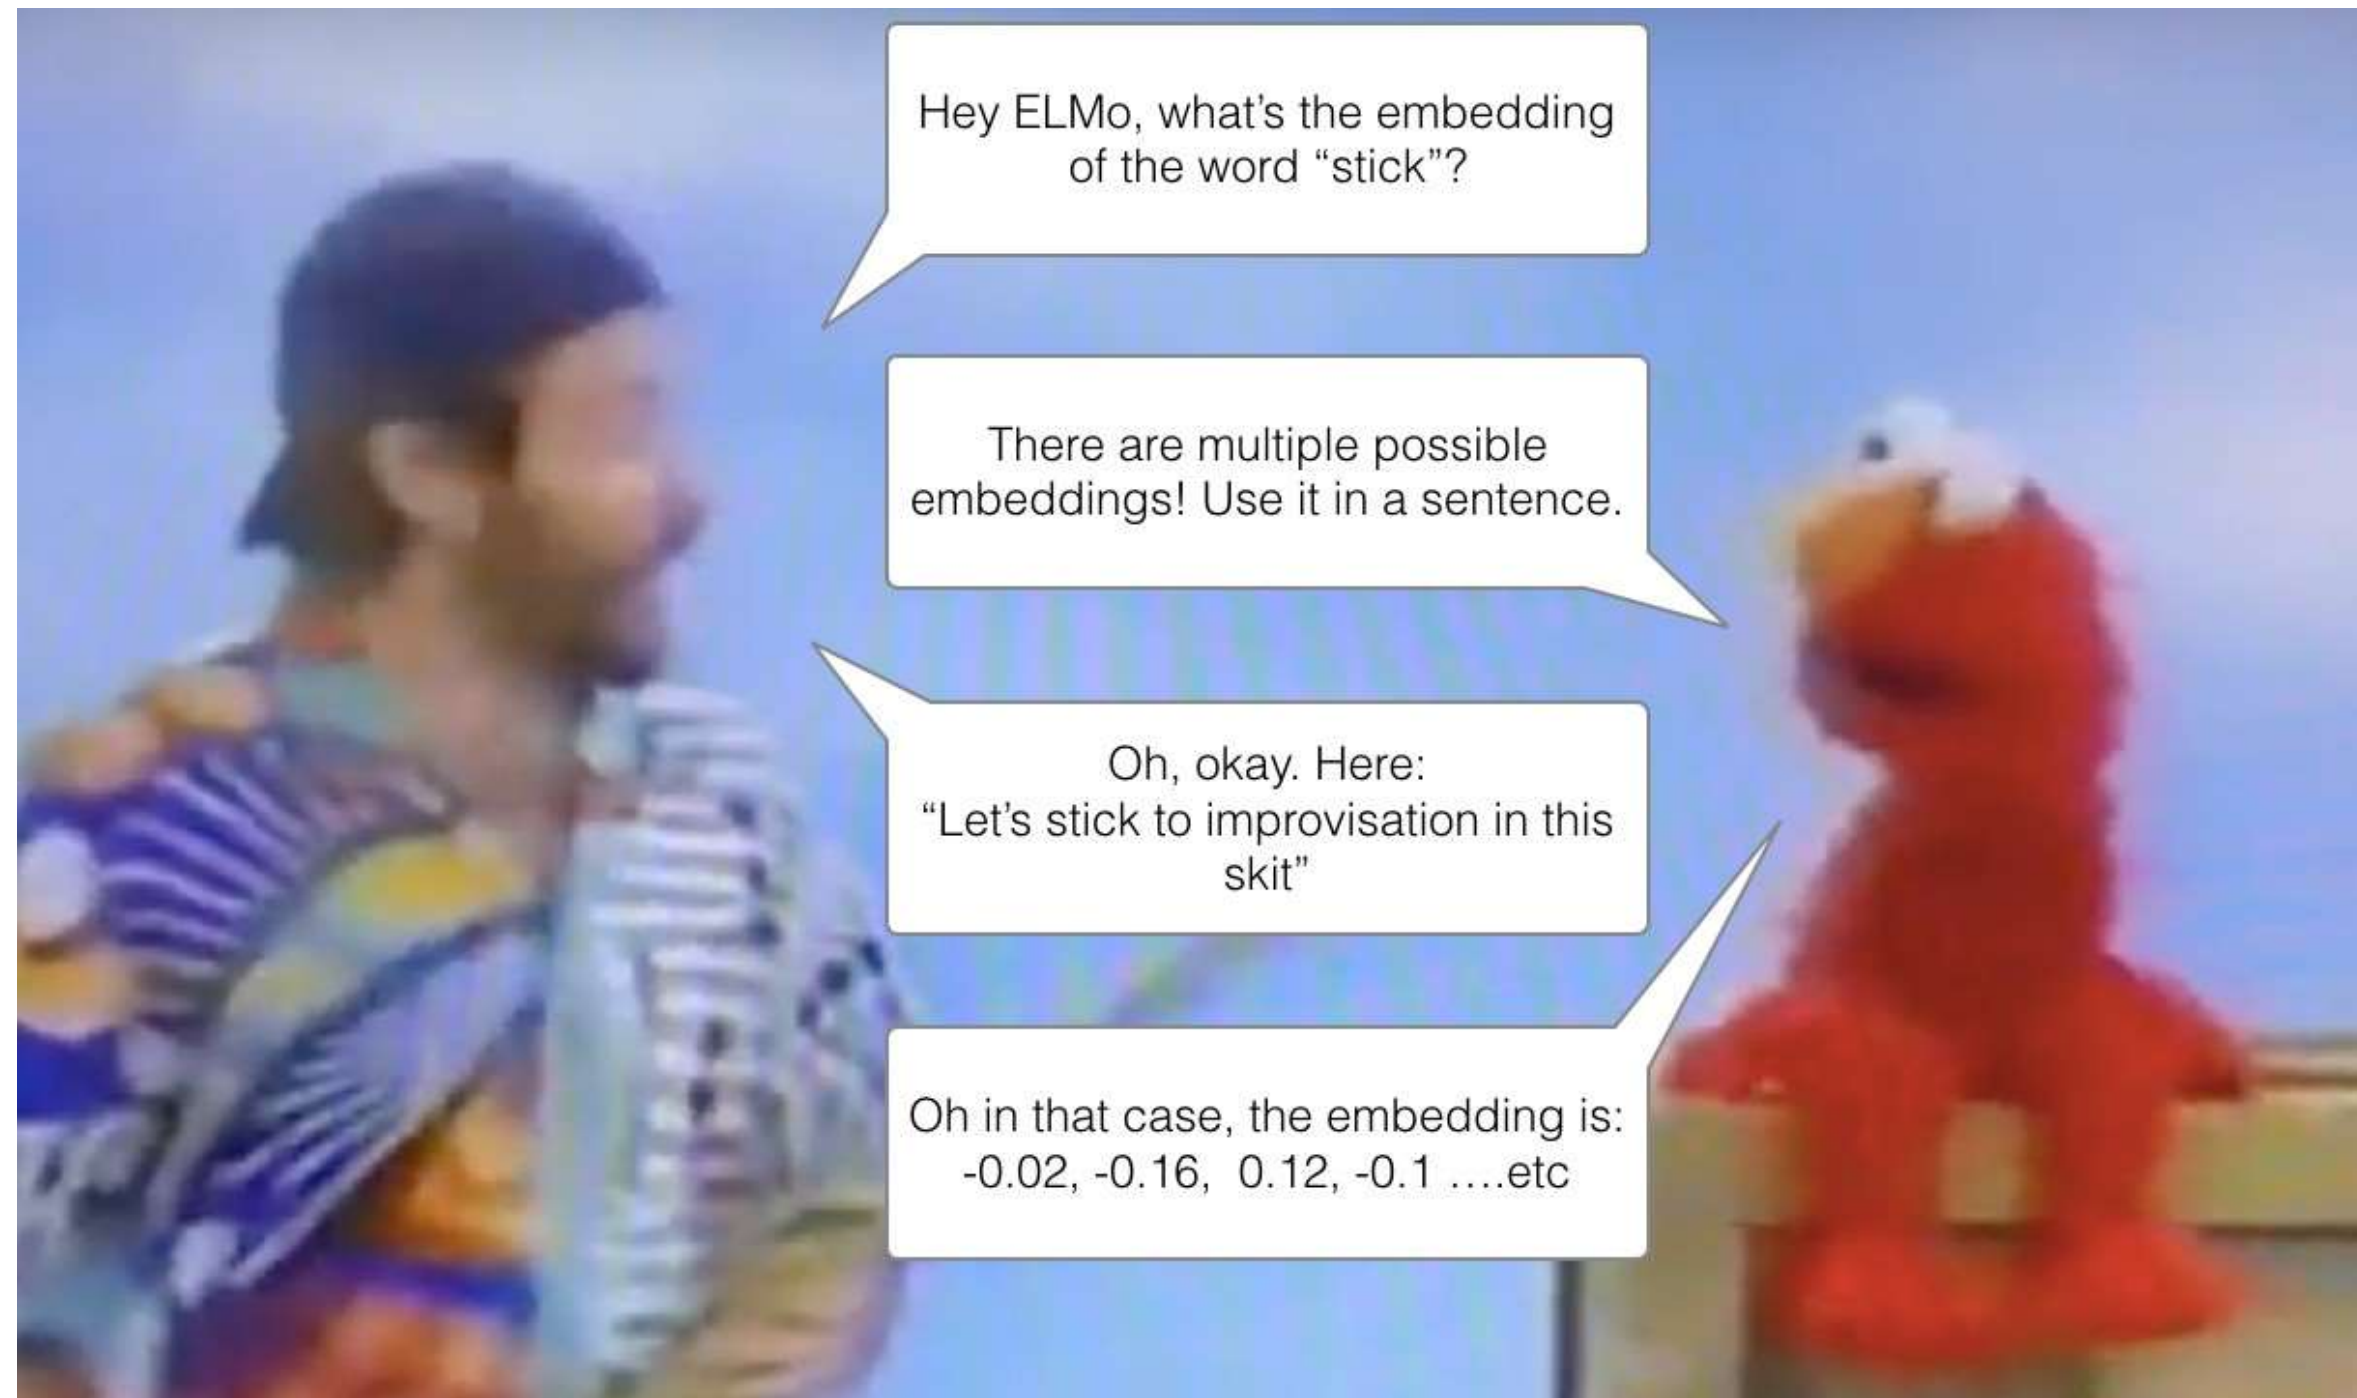 Hey ELMo, what’s the embedding
of the word “stick”?
There are multiple possible
embeddings! Use it in a sentence.
Oh, okay. Here:
“Let’s stick to improvisation in this
skit”
Oh in that case, the embedding is:
-0.02, -0.16,  0.12, -0.1 ....etc